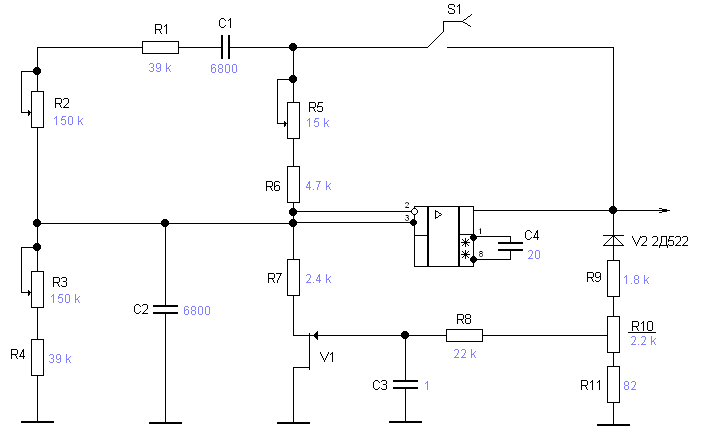 S1
R1
C1
39 k
6800
R2
150 k
R5
15 k
R6
4.7 k
2
3
1
8
C4
20
V2 2Д522
R3
150 k
R7
2.4 k
R9
1.8 k
C2
6800
R8
22 k
R10
2.2 k
R4
39 k
V1
C3
1
R11
82